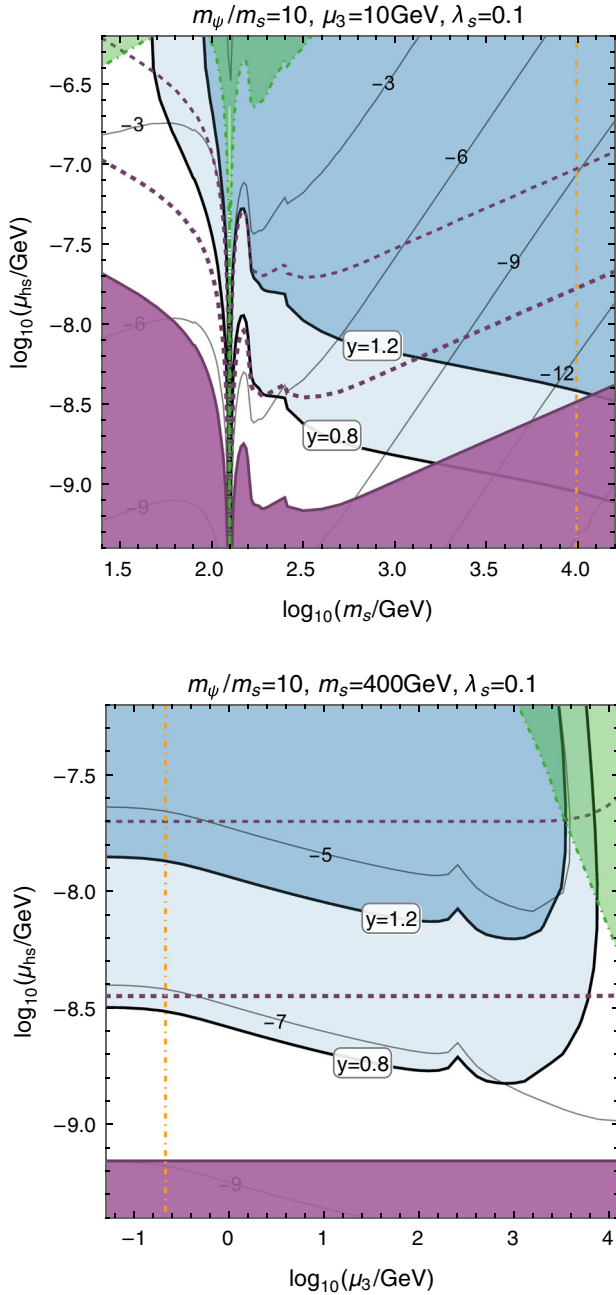 m_ψ/m_s=10, μ_3=10GeV, λ_s=0.1
log_10(μ_hs/GeV)
-6.5
-7.0
-7.5
-8.0
-8.5
-9.0
-3
-3
-6
-6
-9
-9
-12
y=1.2
y=0.8
1.5 2.0 2.5 3.0 3.5 4.0
log_10(m_s/GeV)
m_ψ/m_s=10, m_s=400GeV, λ_s=0.1
log_10(μ_hs/GeV)
-7.5
-8.0
-8.5
-9.0
-5
y=1.2
-7
y=0.8
-9
-1 0 1 2 3 4
log_10(μ_3/GeV)